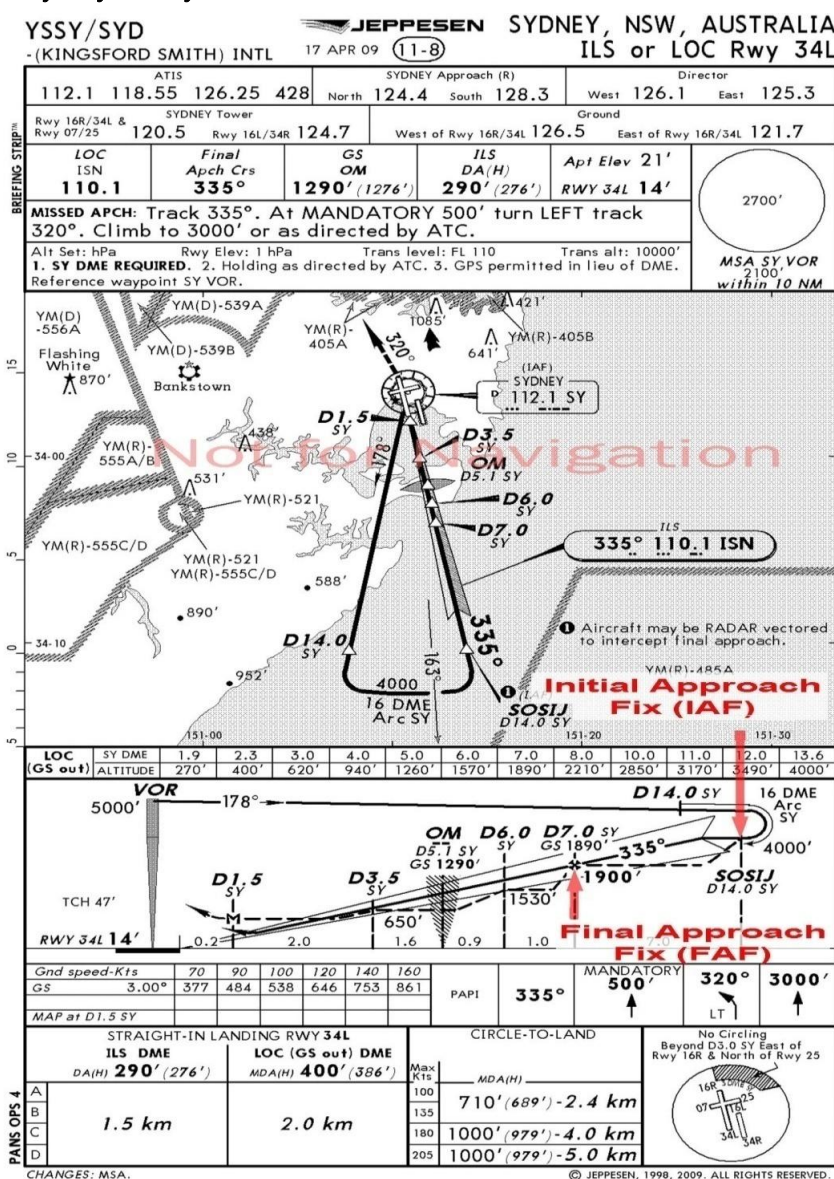 YSSY/SYD
JEPPESEN
SYDNEY, NSW, AUSTRALIA
-(KINGSFORD SMITH) INTL
17 APR 09
11-8
ILS or LOC Rwy 34L
BRIEFING STRIP™
ATIS
112.1 118.55 126.25 428
SYDNEY Approach (R)
North 124.4 South 128.3
Director
West 126.1 East 125.3
SYDNEY Tower
Rwy 16R/34L &
Rwy 07/25 120.5 Rwy 16L/34R 124.7
Ground
West of Rwy 16R/34L 126.5 East of Rwy 16R/34L 121.7
LOC
ISN
110.1
Final
Apch Crs
335°
GS
OM
1290' (1276')
ILS
DA(H)
290' (276')
Apt Elev 21'
RWY 34L 14'
2700'
2100'
within 10 NM
MSA SY VOR
MISSED APCH: Track 335°. At MANDATORY 500' turn LEFT track
320°. Climb to 3000' or as directed by ATC.
Alt Set: hPa Rwy Elev: 1 hPa Trans level: FL 110 Trans alt: 10000'
1. SY DME REQUIRED. 2. Holding as directed by ATC. 3. GPS permitted in lieu of DME.
Reference waypoint SY VOR.
YM(D)
-556A
YM(D)-539A
YM(D)-539B
Flashing
White
870'
Bankstown
YM(R)-
405A
1085'
421'
641'
YM(R)-405B
320°
(IAF)
SYDNEY
P 112.1 SY
D1.5
SY
D3.5
SY
OM
D5.1 SY
D6.0
SY
D7.0
SY
178°
438'
YM(R)-
555A/B
531'
YM(R)-521
YM(R)-555C/D
YM(R)-521
YM(R)-555C/D
Not for Navigation
ILS
335° 110.1 ISN
588'
890'
952'
D14.0
SY
163°
335°
4000
16 DME
Arc SY
1 Aircraft may be RADAR vectored
to intercept final approach.
YM(R)-485A
1 (IAF)
SOSIJ
D14.0 SY
Initial Approach
Fix (IAF)
15
10
5
0
5
34-00
34-10
151-00
151-10
151-20
151-30
LOC
(GS out)
SY DME 1.9 2.3 3.0 4.0 5.0 6.0 7.0 8.0 10.0 11.0 12.0 13.6
ALTITUDE 270' 400' 620' 940' 1260' 1570' 1890' 2210' 2850' 3170' 3490' 4000'
VOR
5000'
178°
D14.0 SY
16 DME
Arc
SY
4000'
OM
D5.1 SY
GS 1290'
D6.0
SY
D7.0 SY
GS 1890'
335°
1900'
SOSIJ
D14.0 SY
D1.5
SY
D3.5
SY
M
TCH 47'
650'
1530'
RWY 34L 14'
0.2 2.0 1.6 0.9 1.0 7.0
Final Approach
Fix (FAF)
Gnd speed-Kts 70 90 100 120 140 160
GS 3.00° 377 484 538 646 753 861
MAP at D1.5 SY
PAPI
335°
MANDATORY
500'
320°
LT
3000'
PANS OPS 4
STRAIGHT-IN LANDING RWY 34L
ILS DME
DA(H) 290' (276')
LOC (GS out) DME
MDA(H) 400' (386')
A
B
C
D
1.5 km
2.0 km
CIRCLE-TO-LAND
Max
Kts
MDA(H)
100
135
710' (689') -2.4 km
180 1000' (979') -4.0 km
205 1000' (979') -5.0 km
No Circling
Beyond D3.0 SY East of
Rwy 16R & North of Rwy 25
16R
07
25
16L
34L
34R
CHANGES: MSA.
© JEPPESEN, 1998, 2009. ALL RIGHTS RESERVED.